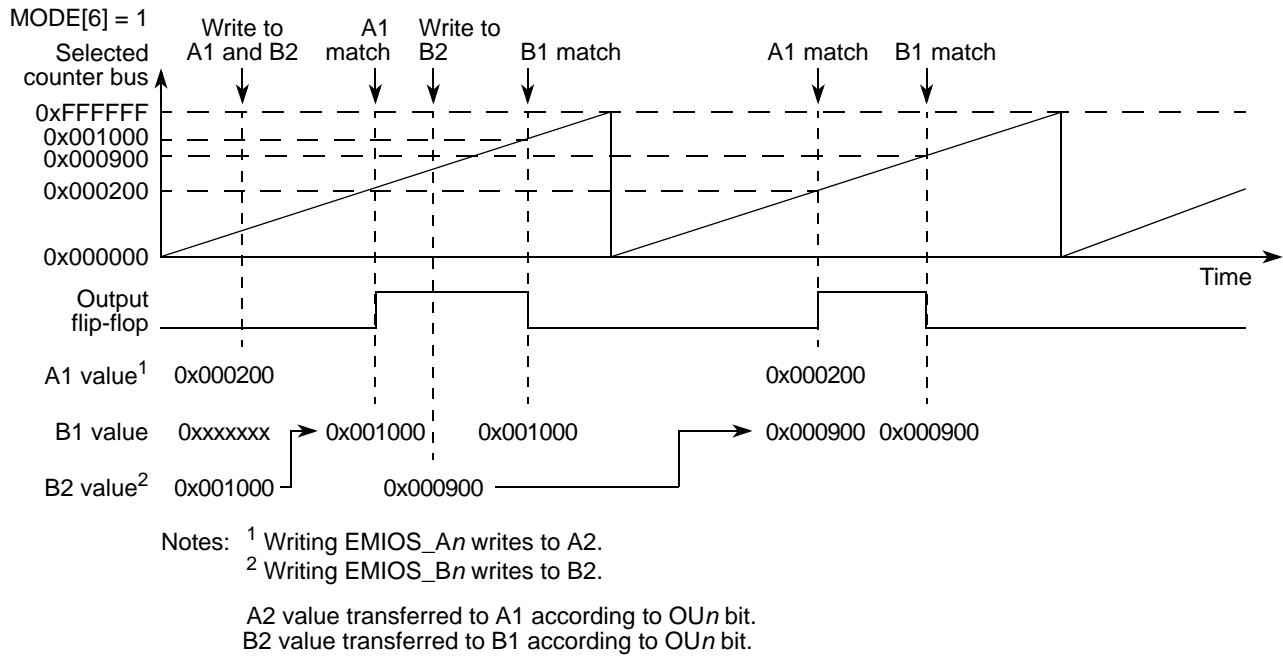 MODE[6] = 1
Write to A1 and B2
A1 match
Write to B2
B1 match
A1 match
B1 match
Selected counter bus
0xFFFFFF
0x001000
0x000900
0x000200
0x000000
Time
Output flip-flop
A1 value1 0x000200 0x000200
B1 value 0xxxxxxx 0x001000 0x001000 0x000900 0x000900
B2 value2 0x001000 0x000900
Notes: 1 Writing EMIOS_An writes to A2.
2 Writing EMIOS_Bn writes to B2.
A2 value transferred to A1 according to OUn bit.
B2 value transferred to B1 according to OUn bit.